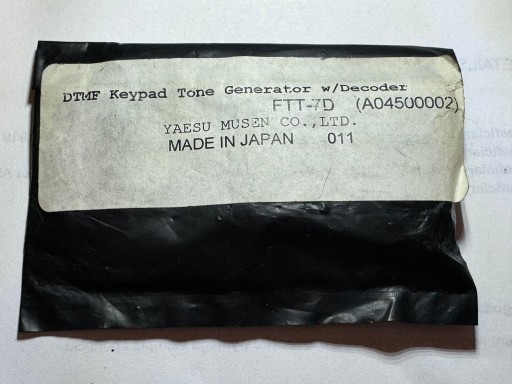 DTMF Keypad Tone Generator w/Decoder
FTT-7D (A04500002)
YAESU MUSEN CO.,LTD.
MADE IN JAPAN 011